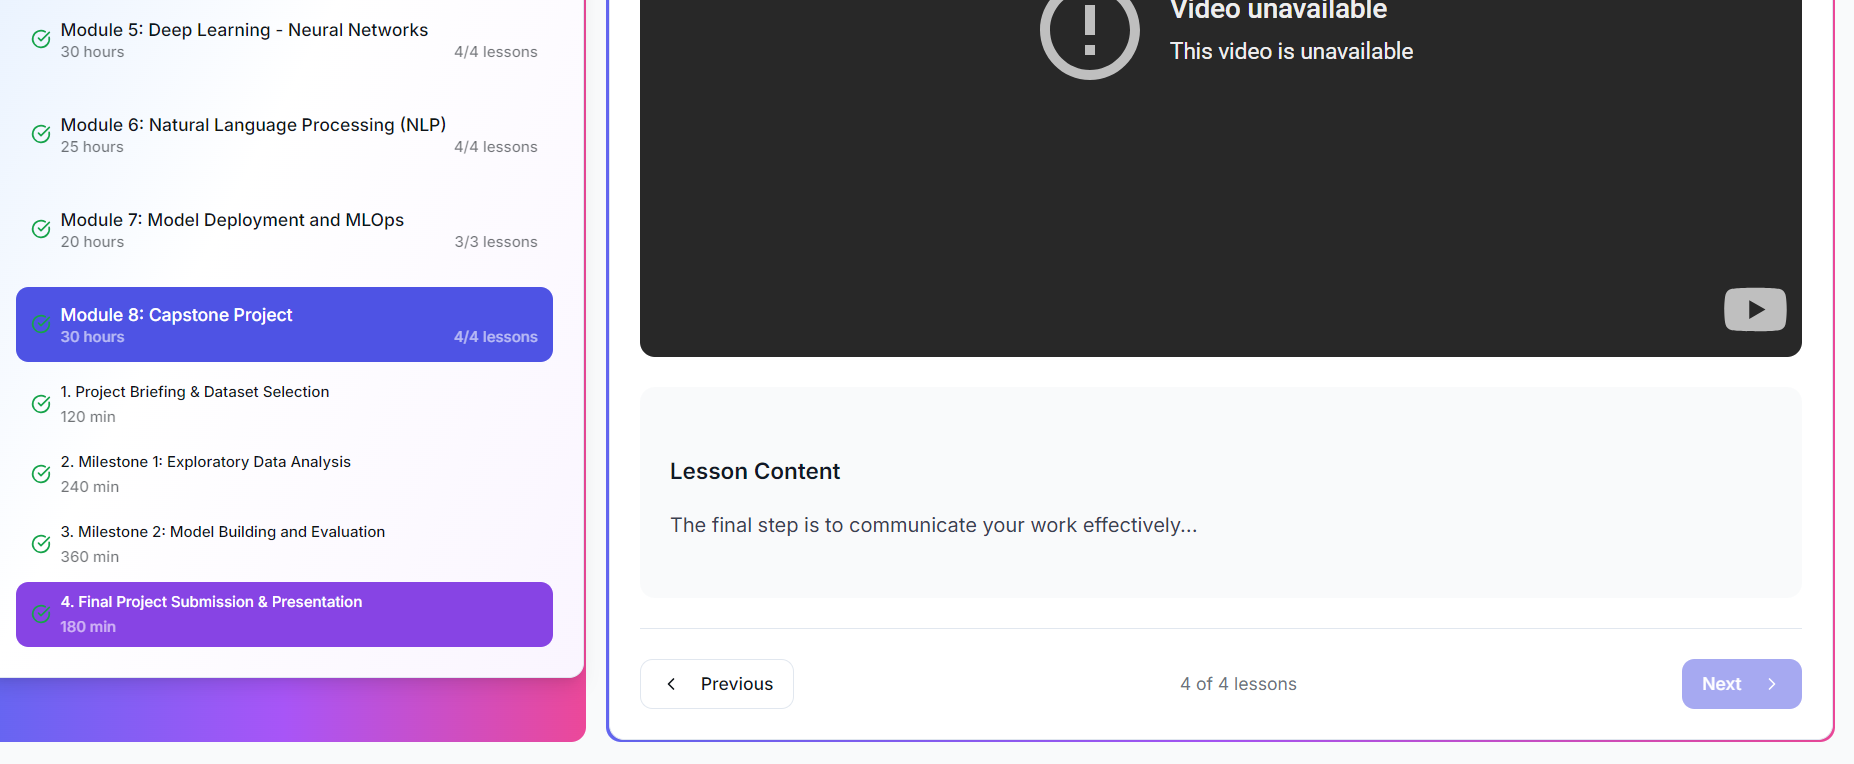 Module 5: Deep Learning - Neural Networks
30 hours
4/4 lessons
Module 6: Natural Language Processing (NLP)
25 hours
4/4 lessons
Module 7: Model Deployment and MLOps
20 hours
3/3 lessons
Module 8: Capstone Project
30 hours
4/4 lessons
1. Project Briefing & Dataset Selection
120 min
2. Milestone 1: Exploratory Data Analysis
240 min
3. Milestone 2: Model Building and Evaluation
360 min
4. Final Project Submission & Presentation
180 min
Video unavailable
This video is unavailable
Lesson Content
The final step is to communicate your work effectively...
Previous
4 of 4 lessons
Next